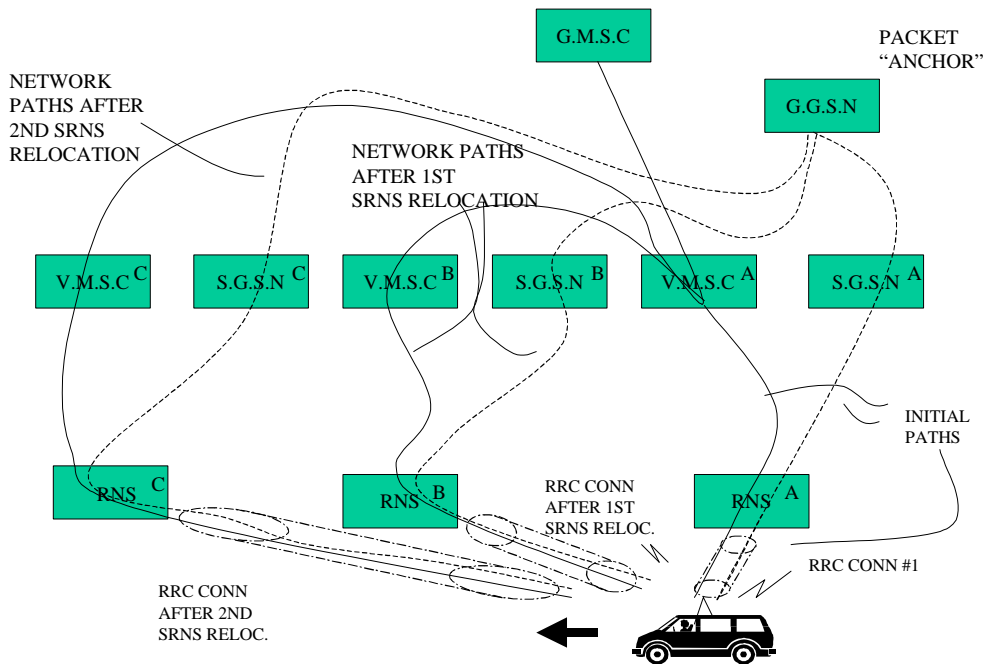 G.M.S.C
PACKET
“ANCHOR”
NETWORK
PATHS AFTER
2ND SRNS
RELOCATION
G.G.S.N
NETWORK PATHS
AFTER 1ST
SRNS RELOCATION
V.M.S.C C
S.G.S.N C
V.M.S.C B
S.G.S.N B
V.M.S.C A
S.G.S.N A
INITIAL
PATHS
RNS C
RNS B
RNS A
RRC CONN
AFTER 1ST
SRNS RELOC.
RRC CONN #1
RRC CONN
AFTER 2ND
SRNS RELOC.